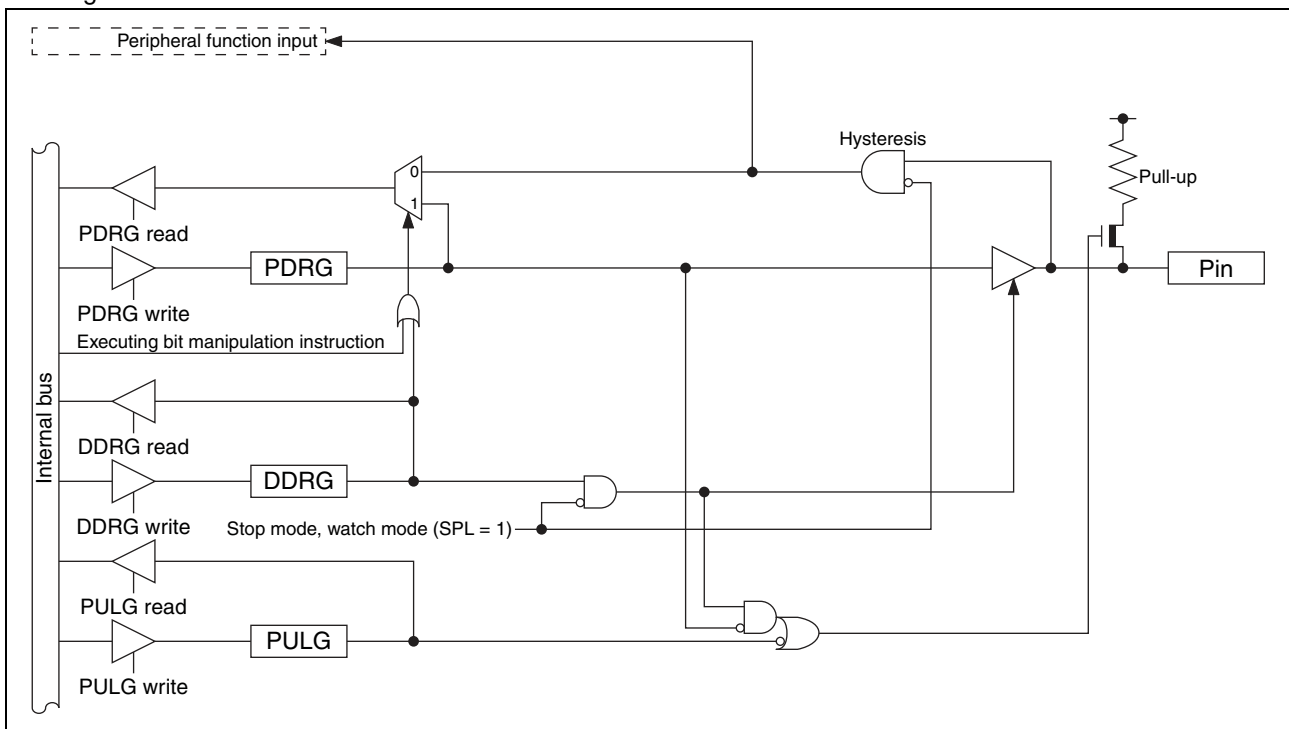 Peripheral function input
Hysteresis
0
Pull-up
1
PDRG read
PDRG
Pin
PDRG write
Executing bit manipulation instruction
Internal bus
DDRG read
DDRG
DDRG write
Stop mode, watch mode (SPL = 1)
PULG read
PULG
PULG write